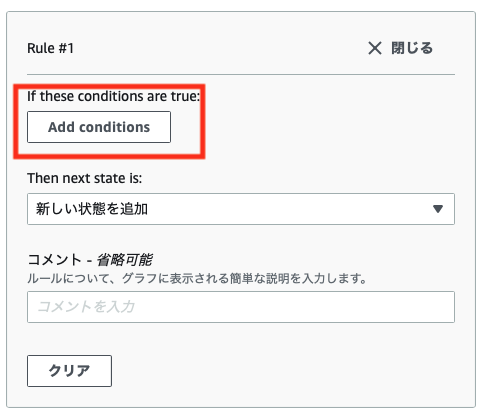 Rule #1
閉じる
If these conditions are true:
Add conditions
Then next state is:
新しい状態を追加
コメント - 省略可能
ルールについて、グラフに表示される簡単な説明を入力します。
コメントを入力
クリア